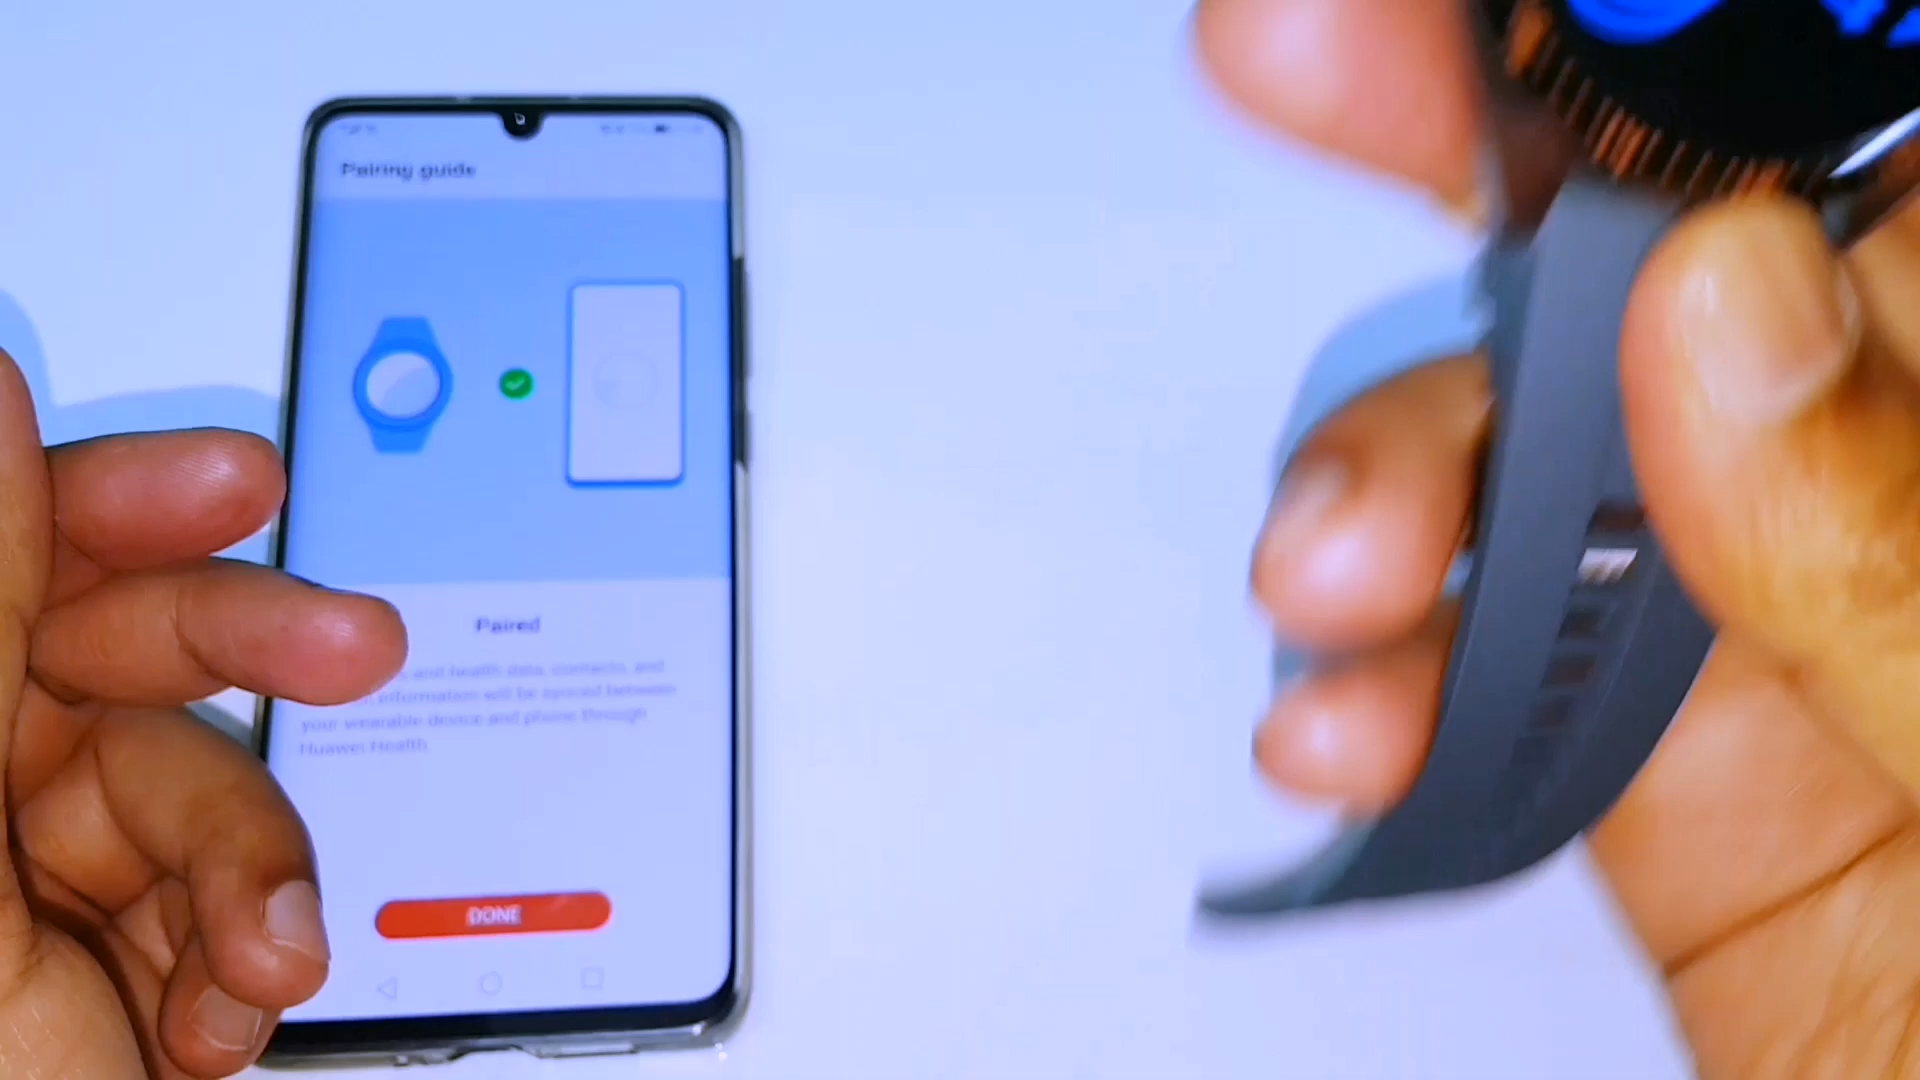 Pairing guide
Paired
and health data, contacts, and
information will be synced between
your wearable device and phone through
Huawei Health.
DONE